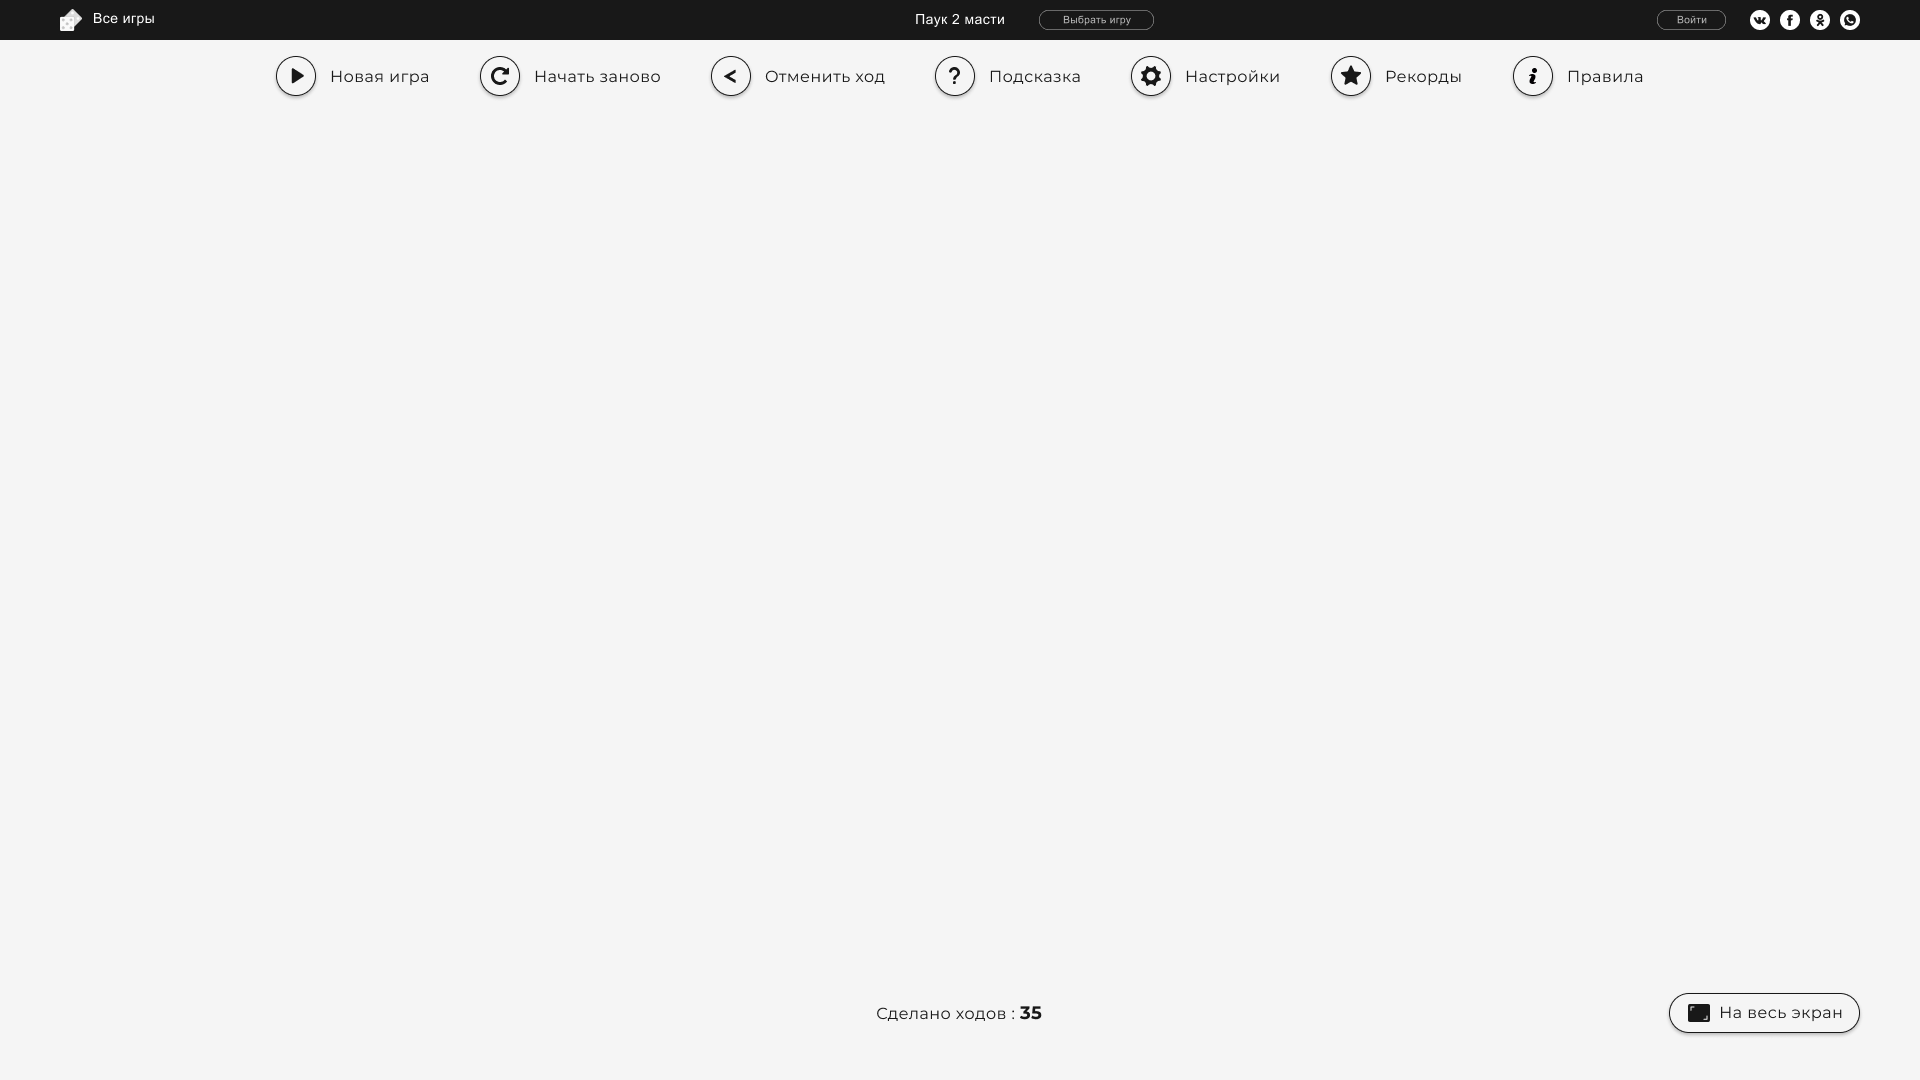 Все игры
Паук 2 масти
Выбрать игру
Войти
Новая игра
Начать заново
Отменить ход
Подсказка
Настройки
Рекорды
Правила
Сделано ходов : 35
На весь экран